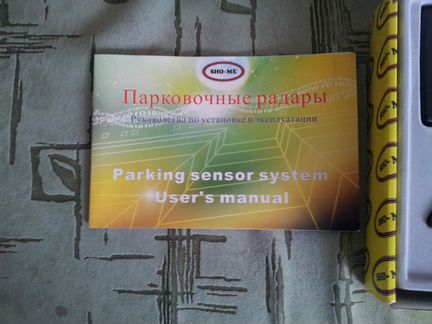 SHO-ME
Парковочные радары
Руководство по установке и эксплуатации
Parking sensor system
User's manual